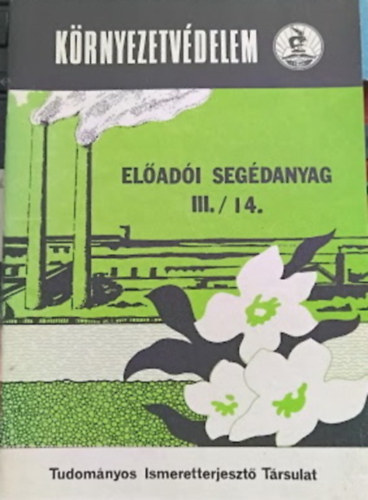 KÖRNYEZETVÉDELEM
ELŐADÓI SEGÉDANYAG
III./14.
Tudományos Ismeretterjesztő Társulat